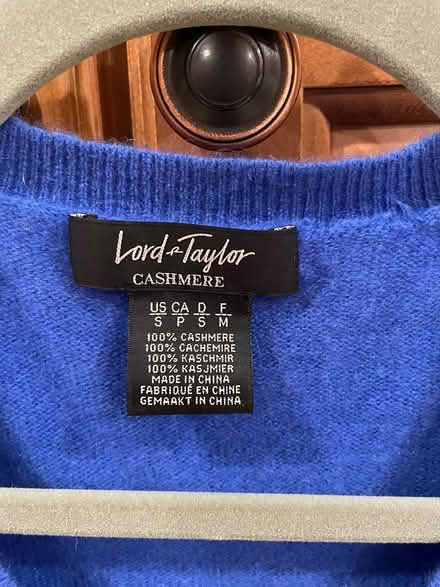 Lord & Taylor
CASHMERE
US CA D F
S P S M
100% CASHMERE
100% CACHEMIRE
100% KASCHMIR
100% KASJMIER
MADE IN CHINA
FABRIQUÉ EN CHINE
GEMAAKT IN CHINA